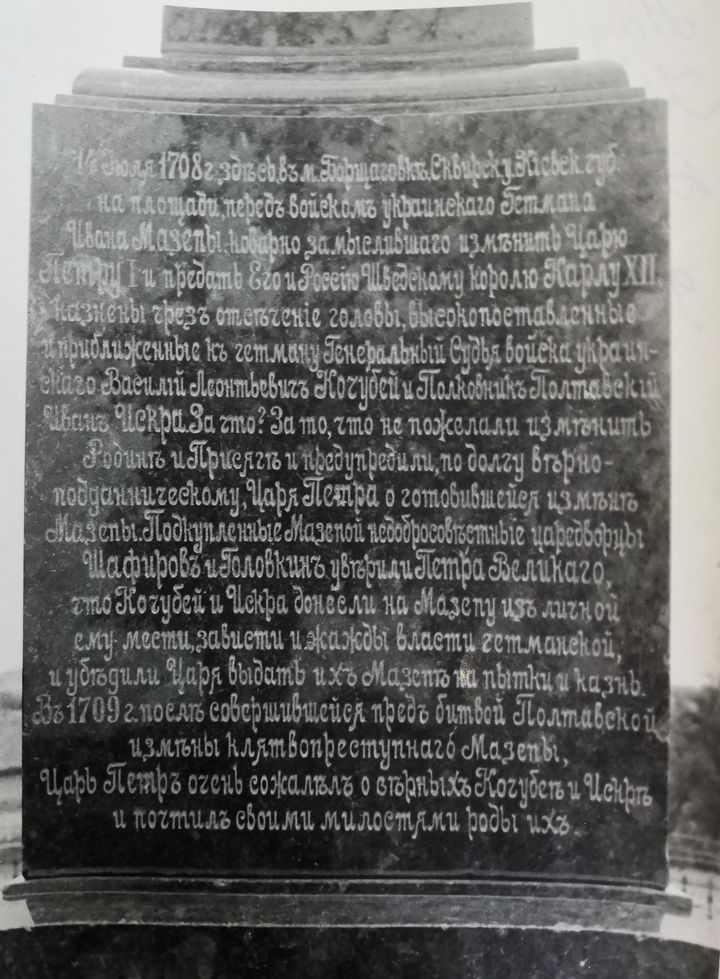 14 Іюля 1708 г. здѣсь, въ м. Борщаговкѣ, Сквирск. у. Кіевск. губ.
на площади, передъ войскомъ украинскаго Гетмана
Ивана Мазепы, коварно замыслившаго измѣнить Царю
Петру I и предать Его и Россію Шведскому королю Карлу XII,
казнены чрезъ отсѣченіе головы, высокопоставленные
и приближенные къ гетману Генеральный Судья войска украин-
скаго Василій Леонтьевичъ Кочубей и Полковникъ Полтавскій
Иванъ Искра. За что? За то, что не пожелали измѣнить
Родинѣ и Присягѣ и предупредили, по долгу вѣрно-
подданническому, Царя Петра о готовившейся измѣнѣ
Мазепы. Подкупленные Мазепой недобросовѣстные царедворцы
Шафировъ и Головкинъ увѣрили Петра Великаго,
что Кочубей и Искра донесли на Мазепу изъ личной
ему мести, зависти и жажды власти гетманской,
и убѣдили Царя выдать ихъ Мазепѣ на пытки и казнь.
Въ 1709 г. послѣ совершившейся предъ битвой Полтавской
измѣны клятвопреступнаго Мазепы,
Царь Петръ очень сожалѣлъ о вѣрныхъ Кочубеѣ и Искрѣ
и почтилъ своими милостями роды ихъ.